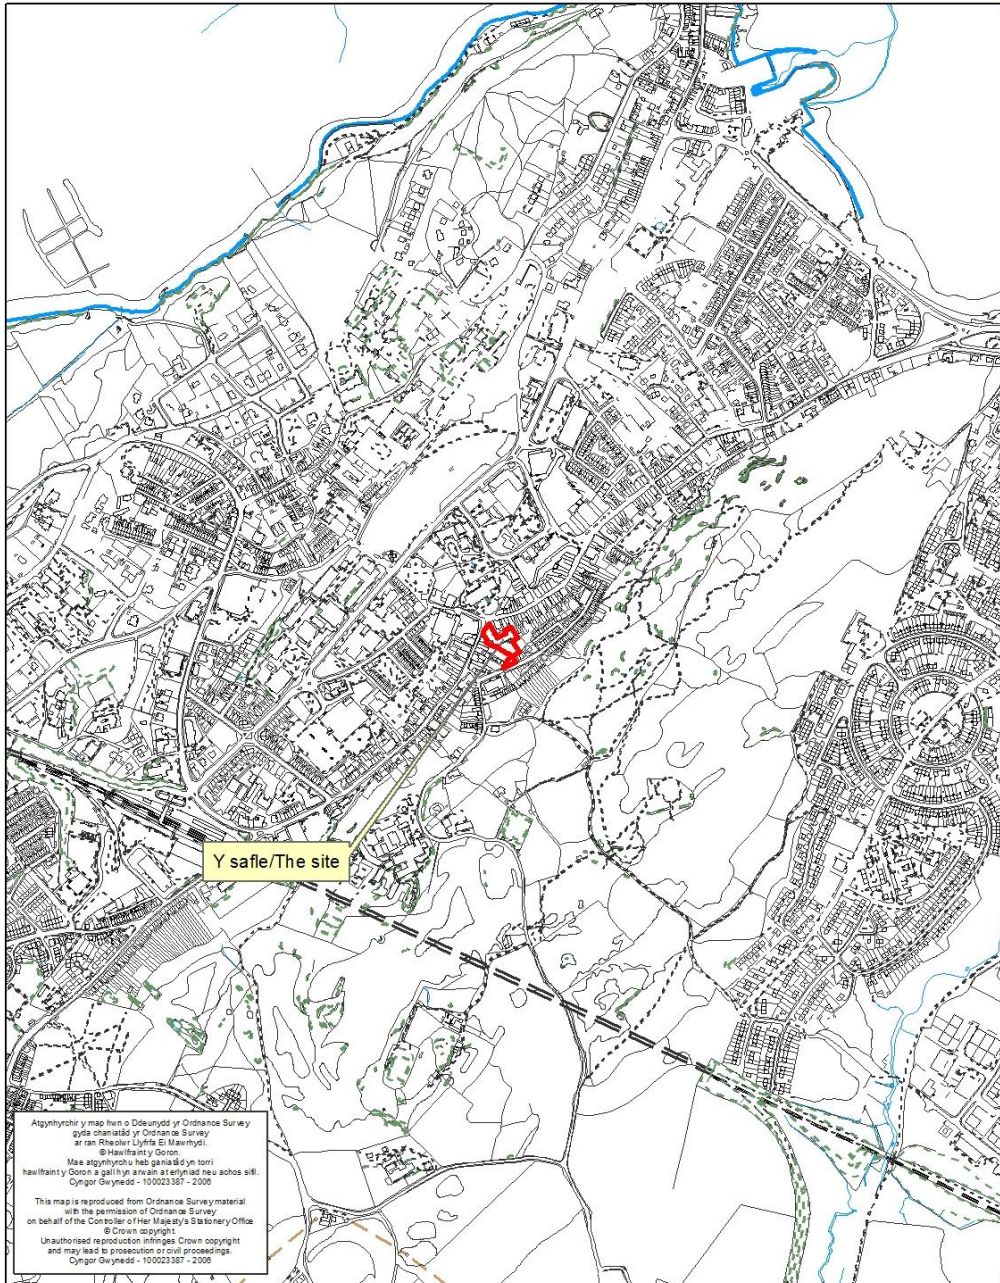 Y safle/The site
Atgynhyrchir y map hwn o Ddeunydd yr Ordnance Survey
gyda chaniatâd yr Ordnance Survey
ar ran Rheolwr Llyfrfa Ei Mawrhydi.
© Hawlfraint y Goron.
Mae atgynhyrchu heb ganiatâd yn torri
hawlfraint y Goron a gall hyn arwain at erlyniad neu achos sifil.
Cyngor Gwynedd - 100023387 - 2006
This map is reproduced from Ordnance Survey material
with the permission of Ordnance Survey
on behalf of the Controller of Her Majesty's Stationery Office
© Crown copyright.
Unauthorised reproduction infringes Crown copyright
and may lead to prosecution or civil proceedings.
Cyngor Gwynedd - 100023387 - 2006